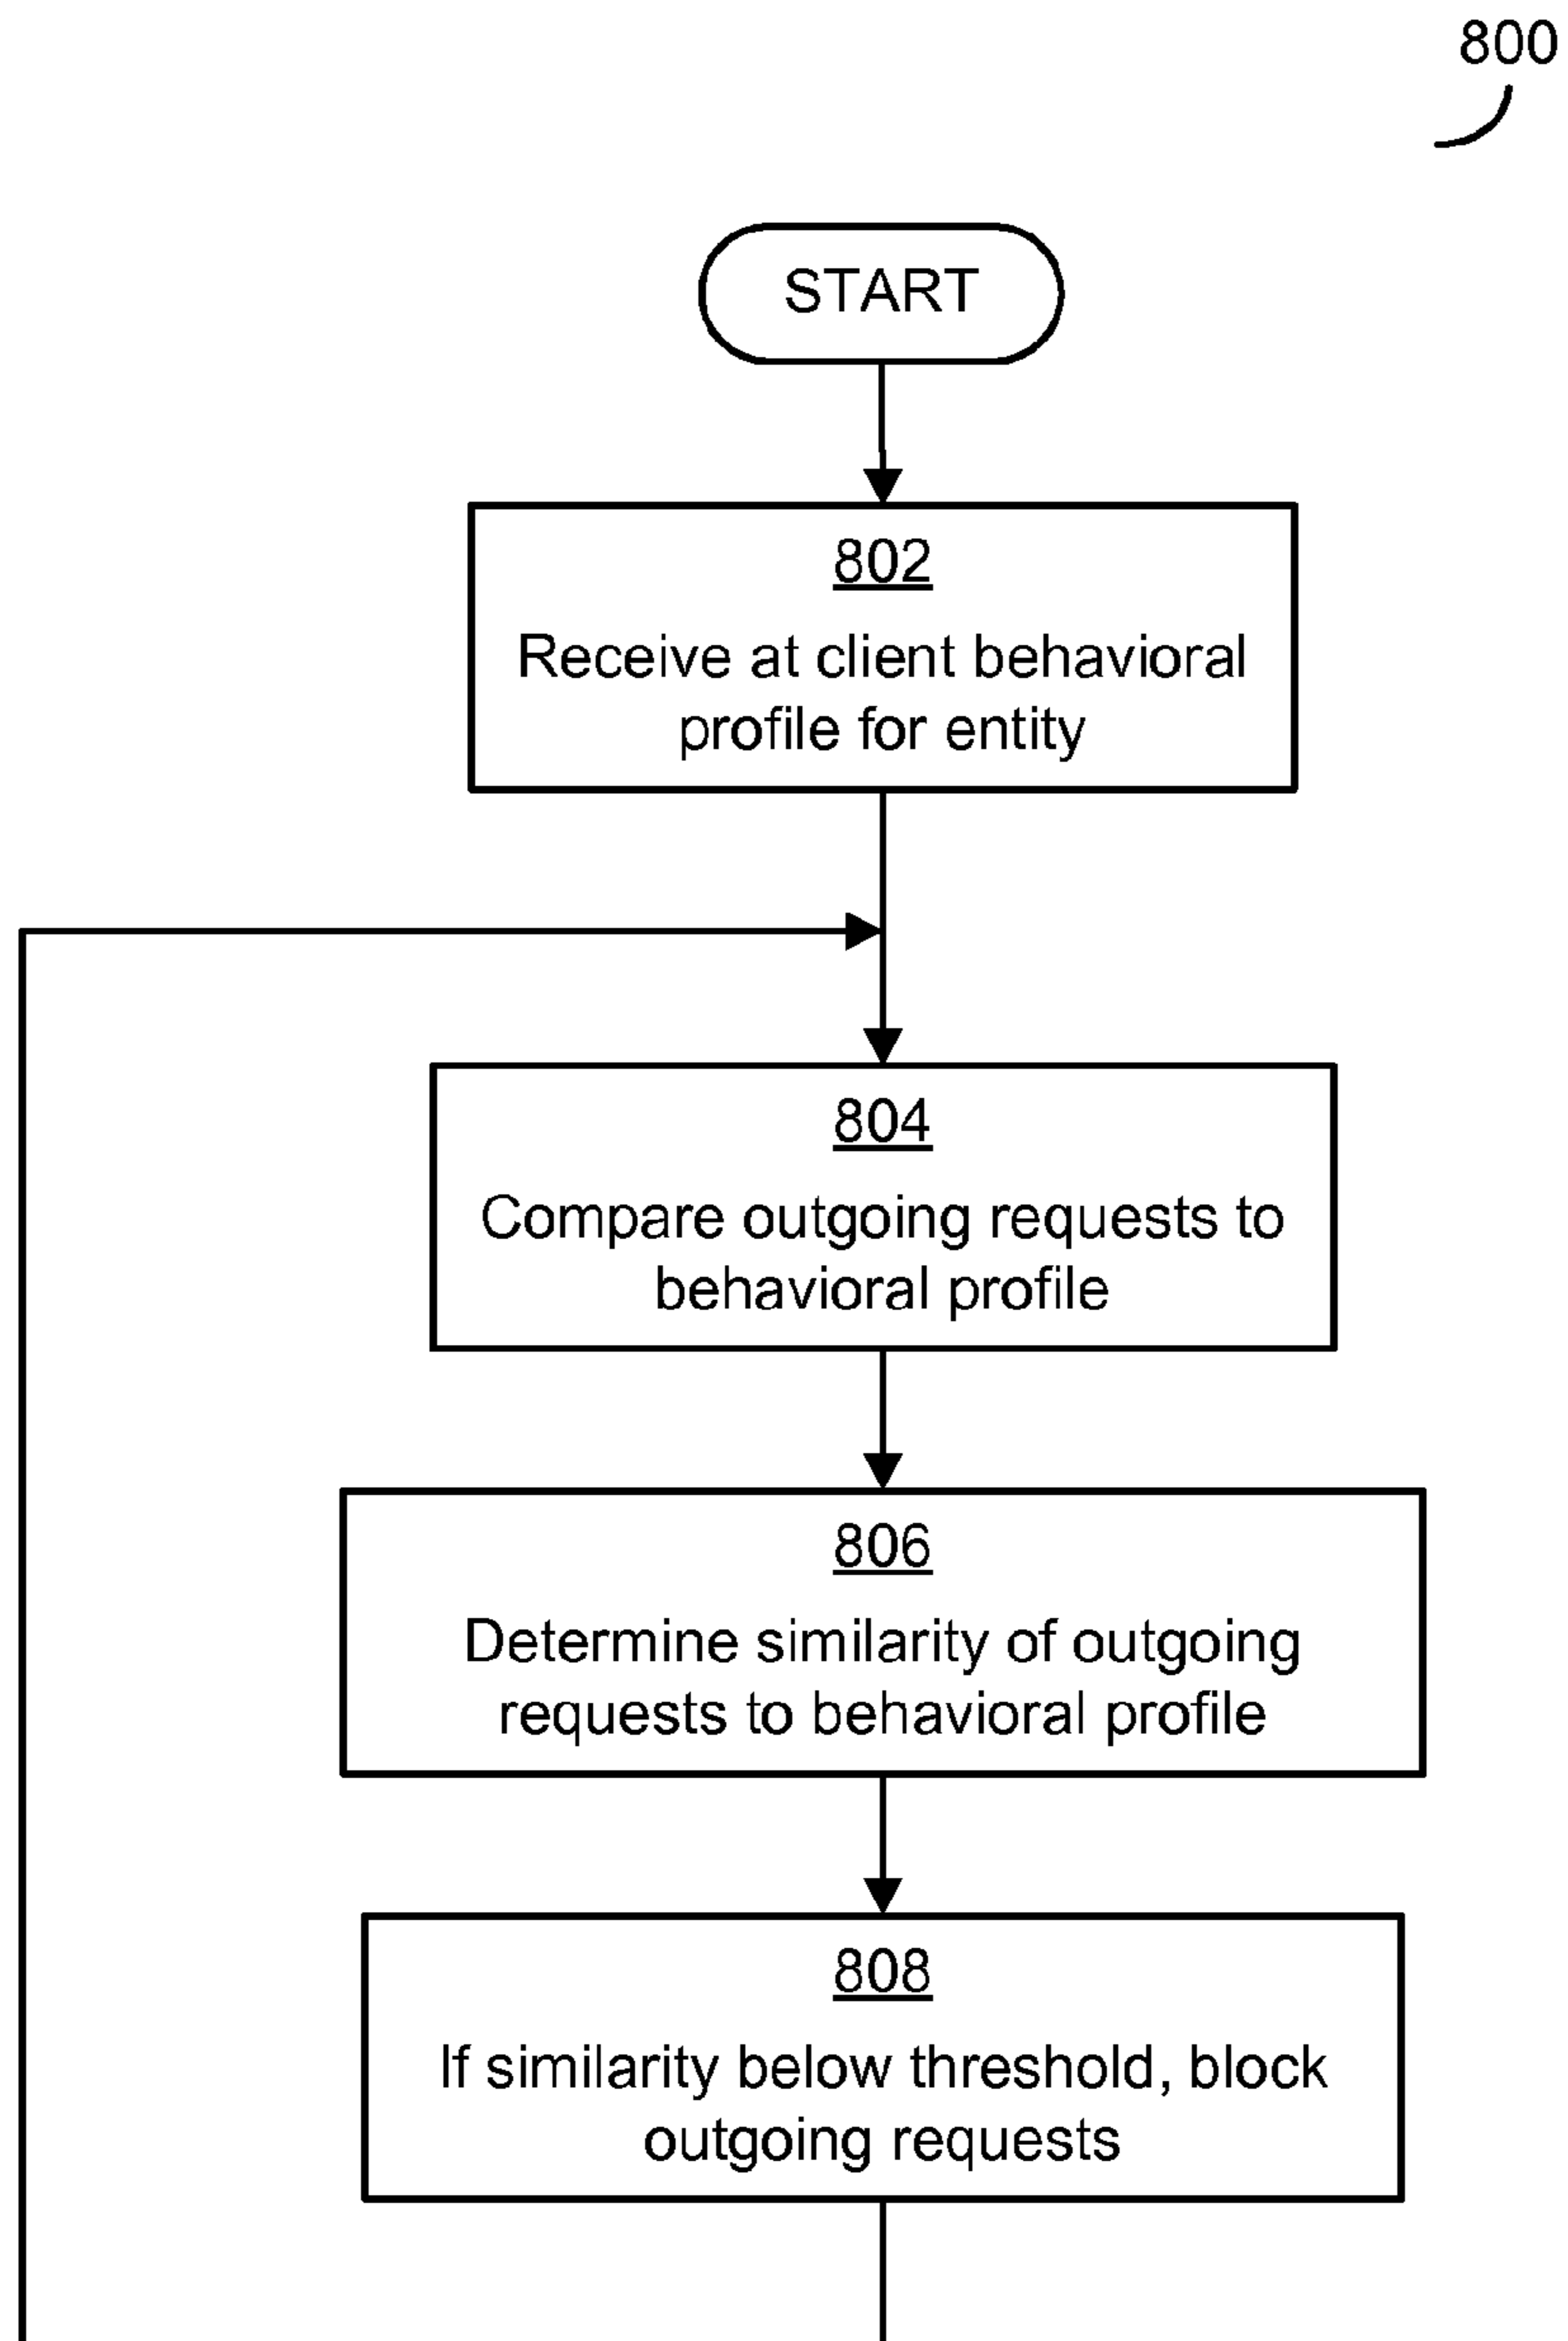 800
START
802
Receive at client behavioral
profile for entity
804
Compare outgoing requests to
behavioral profile
806
Determine similarity of outgoing
requests to behavioral profile
808
If similarity below threshold, block
outgoing requests